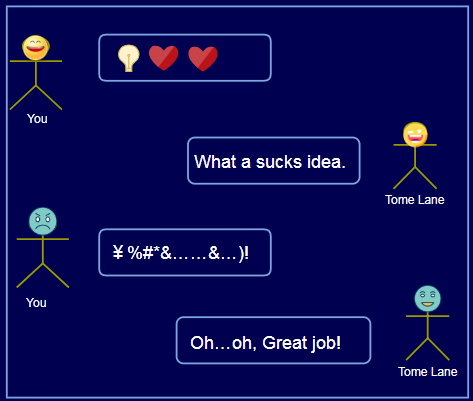 You
What a sucks idea.
Tome Lane
¥%#*&……&…)!
You
Oh…oh, Great job!
Tome Lane